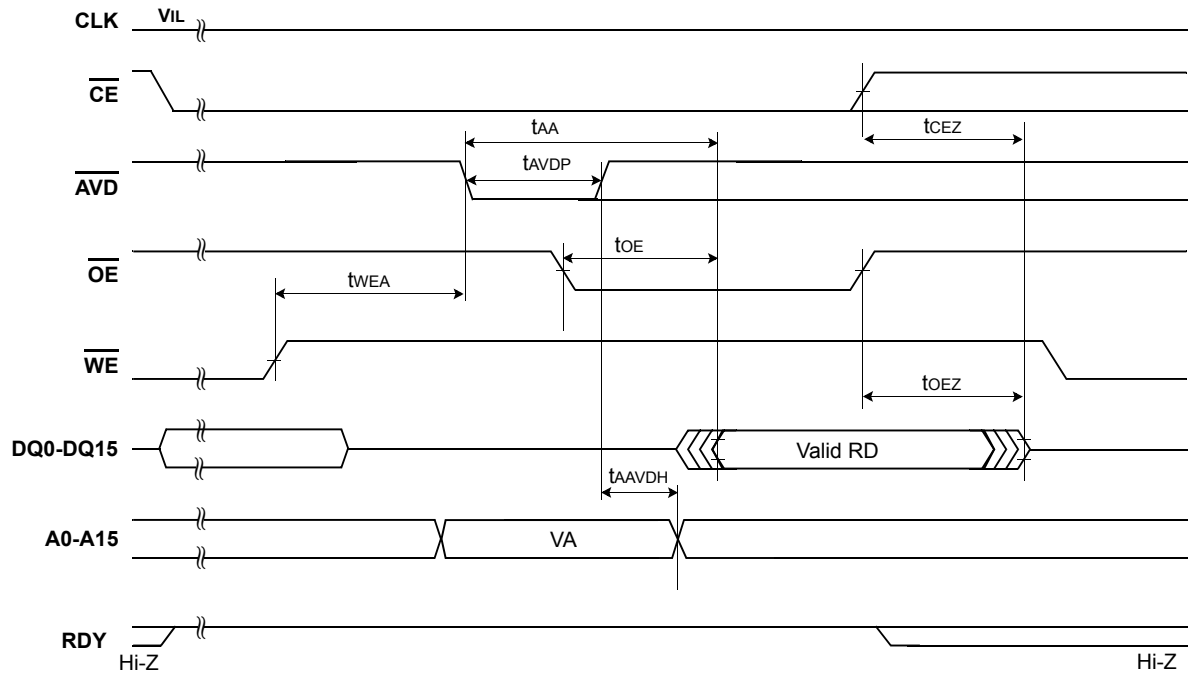 CLK VIL
CE
tAA tCEZ
AVD tAVDP
OE tOE
tWEA
WE
tOEZ
DQ0-DQ15 Valid RD
tAAVDH
A0-A15 VA
RDY
Hi-Z Hi-Z